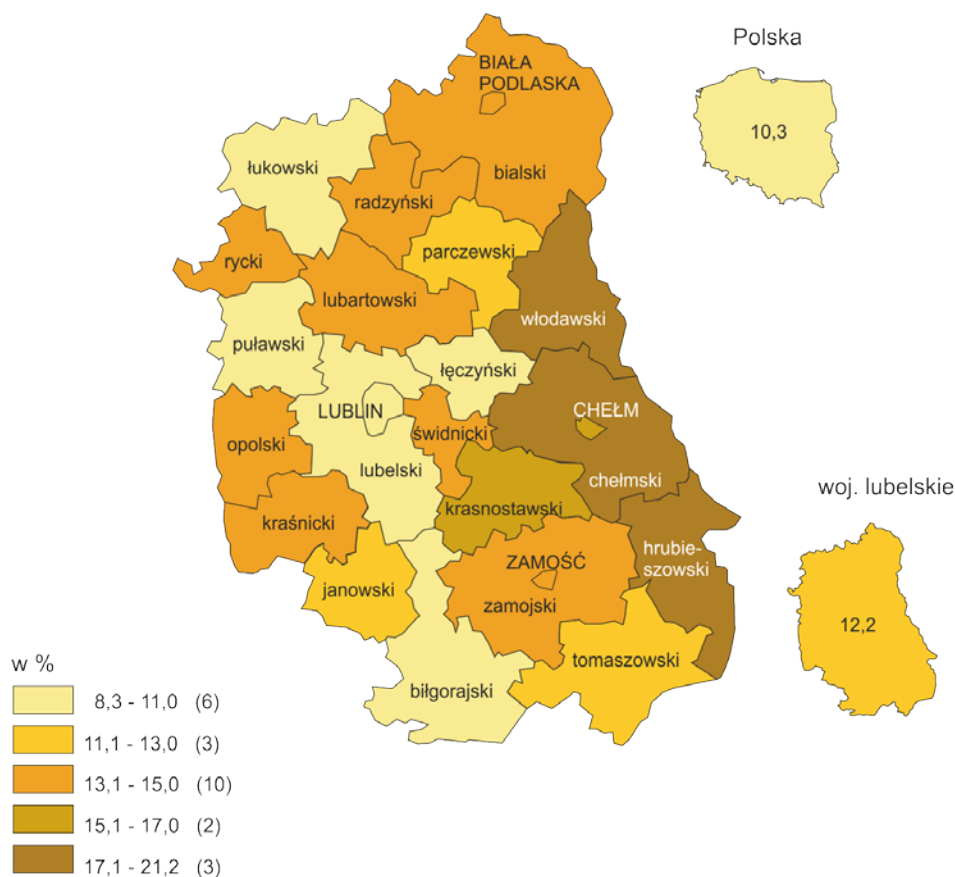 Polska
BIAŁA
PODLASKA
10,3
łukowski
bialski
radzyński
parczewski
rycki
lubartowski
włodawski
puławski
łęczyński
LUBLIN
CHEŁM
świdnicki
opolski
lubelski
chełmski
woj. lubelskie
krasnostawski
kraśnicki
hrubie-
szowski
ZAMOŚĆ
janowski
zamojski
12,2
tomaszowski
biłgorajski
w %
8,3 - 11,0 (6)
11,1 - 13,0 (3)
13,1 - 15,0 (10)
15,1 - 17,0 (2)
17,1 - 21,2 (3)